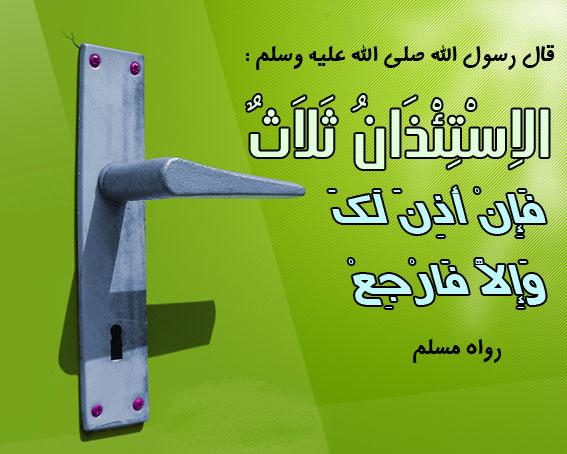 قال رسول الله صلى الله عليه وسلم :
الاِسْتِئْذَانُ ثَلاَثٌ
فَإِنْ أُذِنَ لَكَ
وَإِلاَّ فَارْجِعْ
رواه مسلم